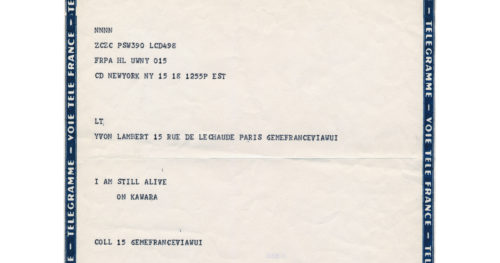 NNNN
ZCZC PSW390 LCD498
FRPA HL UWNY 015
CD NEWYORK NY 15 18 1255P EST
LT
YVON LAMBERT 15 RUE DE LECHAUDE PARIS 6EMEFRANCEVIAWUI
I AM STILL ALIVE
ON KAWARA
COLL 15 6EMEFRANCEVIAWUI
TELEGRAMME — VOIE TELE FRANCE —
TELEGRAMME — VOIE TELE FRANCE —